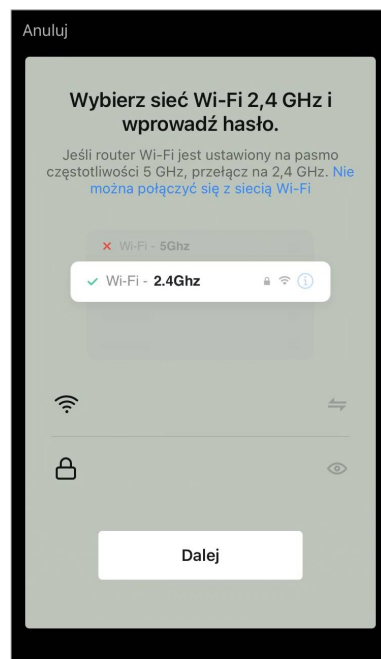 Anuluj
Wybierz sieć Wi-Fi 2,4 GHz i
wprowadź hasło.
Jeśli router Wi-Fi jest ustawiony na pasmo
częstotliwości 5 GHz, przełącz na 2,4 GHz. Nie
można połączyć się z siecią Wi-Fi
Wi-Fi - 5Ghz
Wi-Fi - 2.4Ghz
Dalej